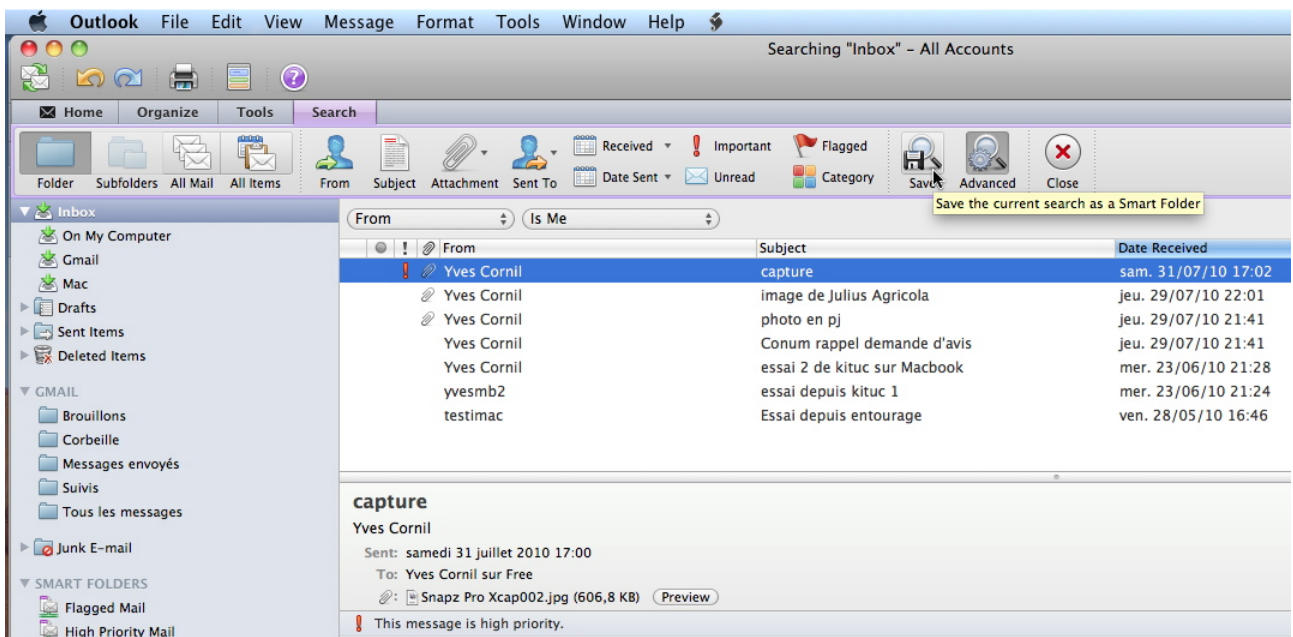 Outlook File Edit View Message Format Tools Window Help
Searching "Inbox" – All Accounts
Home Organize Tools Search
Received Important Flagged
Date Sent Unread Category
Folder Subfolders All Mail All Items From Subject Attachment Sent To Save Advanced Close
Save the current search as a Smart Folder
Inbox
On My Computer
Gmail
Mac
Drafts
Sent Items
Deleted Items
GMAIL
Brouillons
Corbeille
Messages envoyés
Suivis
Tous les messages
Junk E-mail
SMART FOLDERS
Flagged Mail
High Priority Mail
From Is Me
! From Subject Date Received
Yves Cornil capture sam. 31/07/10 17:02
Yves Cornil image de Julius Agricola jeu. 29/07/10 22:01
Yves Cornil photo en pj jeu. 29/07/10 21:41
Yves Cornil Conum rappel demande d'avis jeu. 29/07/10 21:41
Yves Cornil essai 2 de kituc sur Macbook mer. 23/06/10 21:28
yvesmb2 essai depuis kituc 1 mer. 23/06/10 21:24
testimac Essai depuis entourage ven. 28/05/10 16:46
capture
Yves Cornil
Sent: samedi 31 juillet 2010 17:00
To: Yves Cornil sur Free
: Snapz Pro Xcap002.jpg (606,8 KB) Preview
This message is high priority.